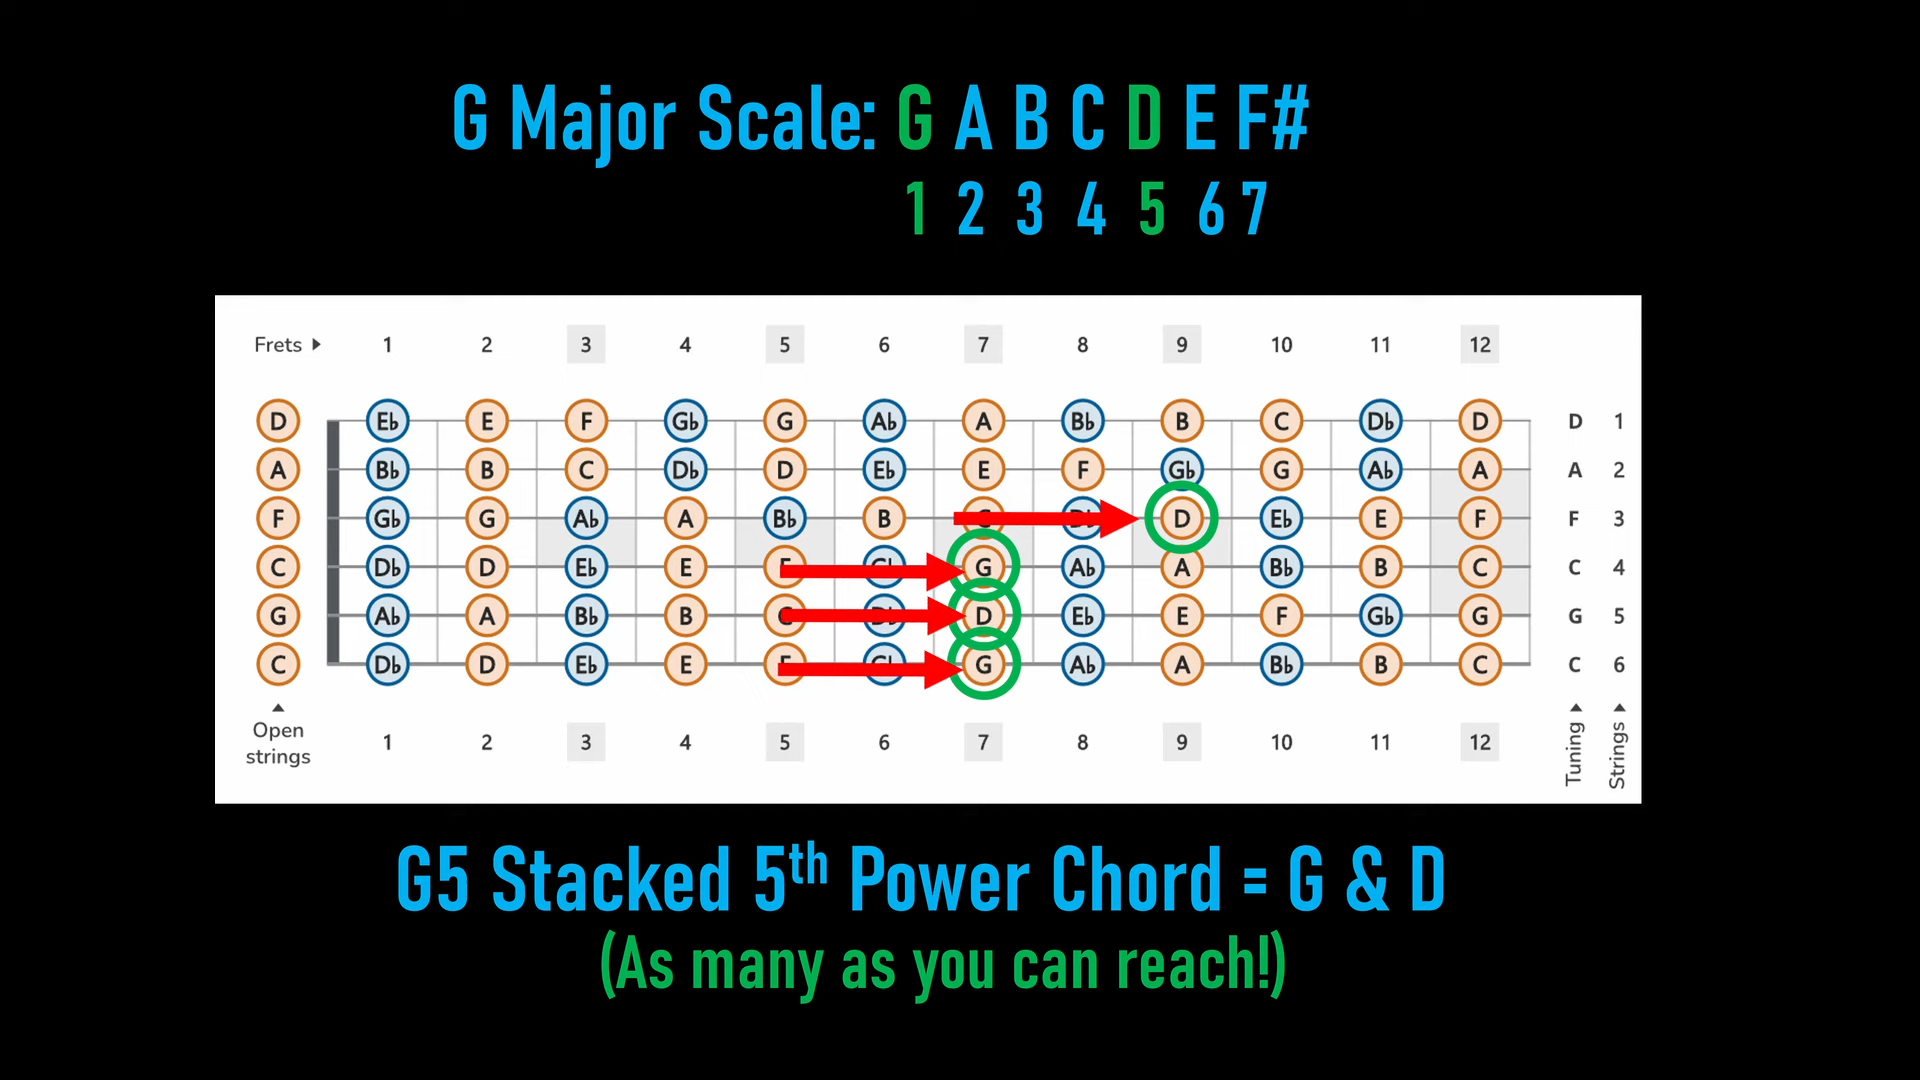 G Major Scale: G A B C D E F#
1 2 3 4 5 6 7
Frets 1 2 3 4 5 6 7 8 9 10 11 12
D Eb E F Gb G Ab A Bb B C Db D D 1
A Bb B C Db D Eb E F Gb G Ab A A 2
F Gb G Ab A Bb B D Eb E F F 3
C Db D Eb E G Ab A Bb B C C 4
G Ab A Bb B D Eb E F Gb G G 5
C Db D Eb E G Ab A Bb B C C 6
Open
strings
1 2 3 4 5 6 7 8 9 10 11 12
Tuning
Strings
G5 Stacked 5th Power Chord = G & D
(As many as you can reach!)